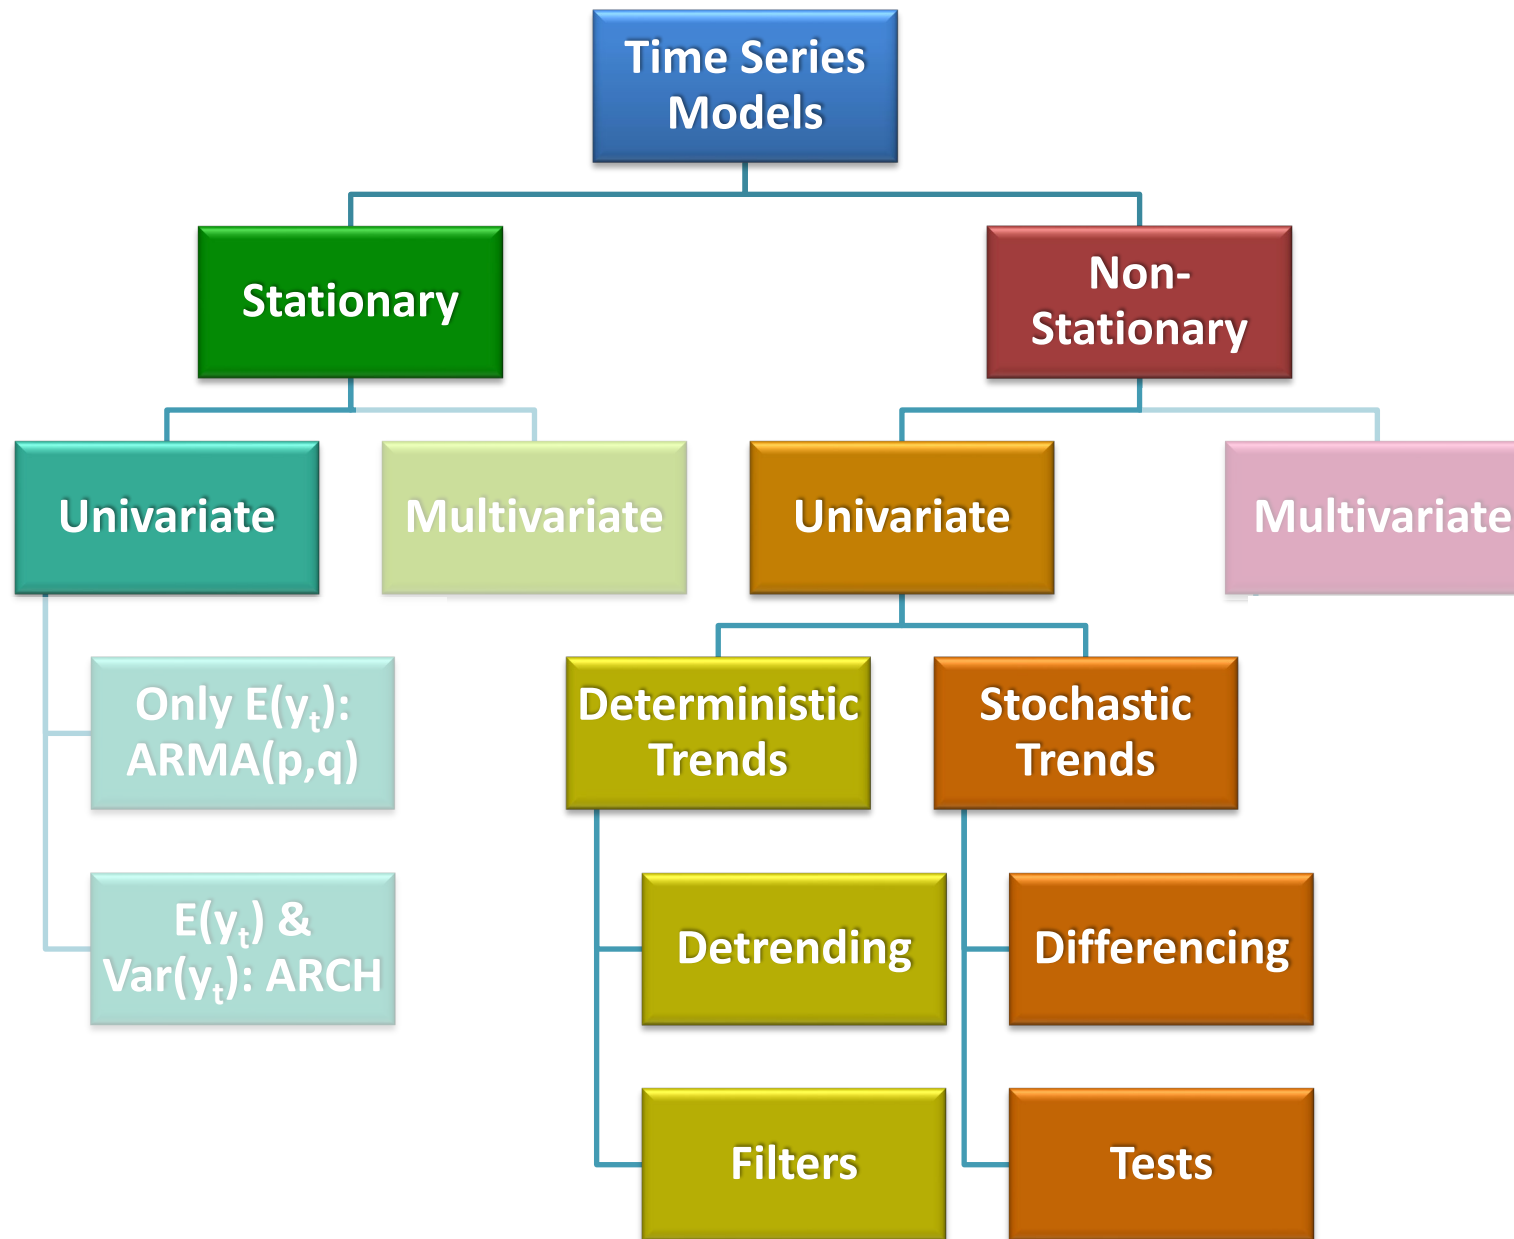 Time Series
Models
Stationary
Non-
Stationary
Univariate
Multivariate
Univariate
Multivariate
Only E(yₜ):
ARMA(p,q)
E(yₜ) &
Var(yₜ): ARCH
Deterministic
Trends
Stochastic
Trends
Detrending
Differencing
Filters
Tests